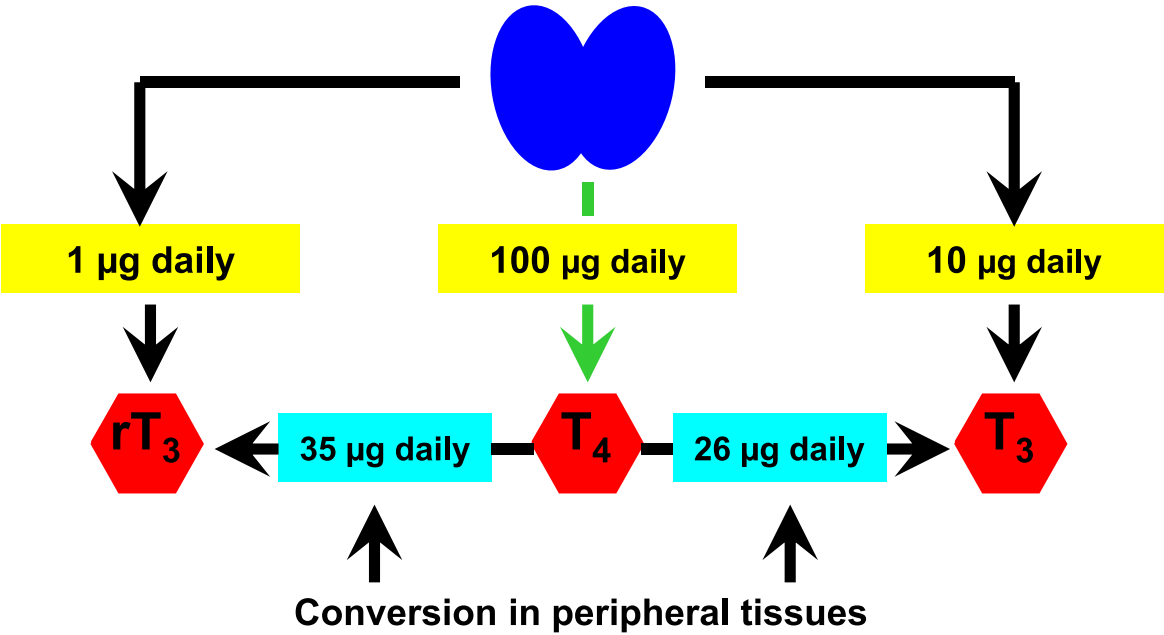 1 µg daily
100 µg daily
10 µg daily
rT₃
35 µg daily
T₄
26 µg daily
T₃
Conversion in peripheral tissues